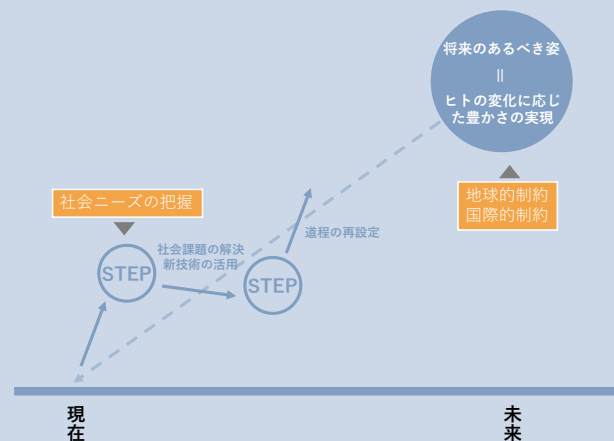 将来のあるべき姿
＝
ヒトの変化に応じ
た豊かさの実現
社会ニーズの把握
地球的制約
国際的制約
社会課題の解決
新技術の活用
道程の再設定
STEP
STEP
現在
未来